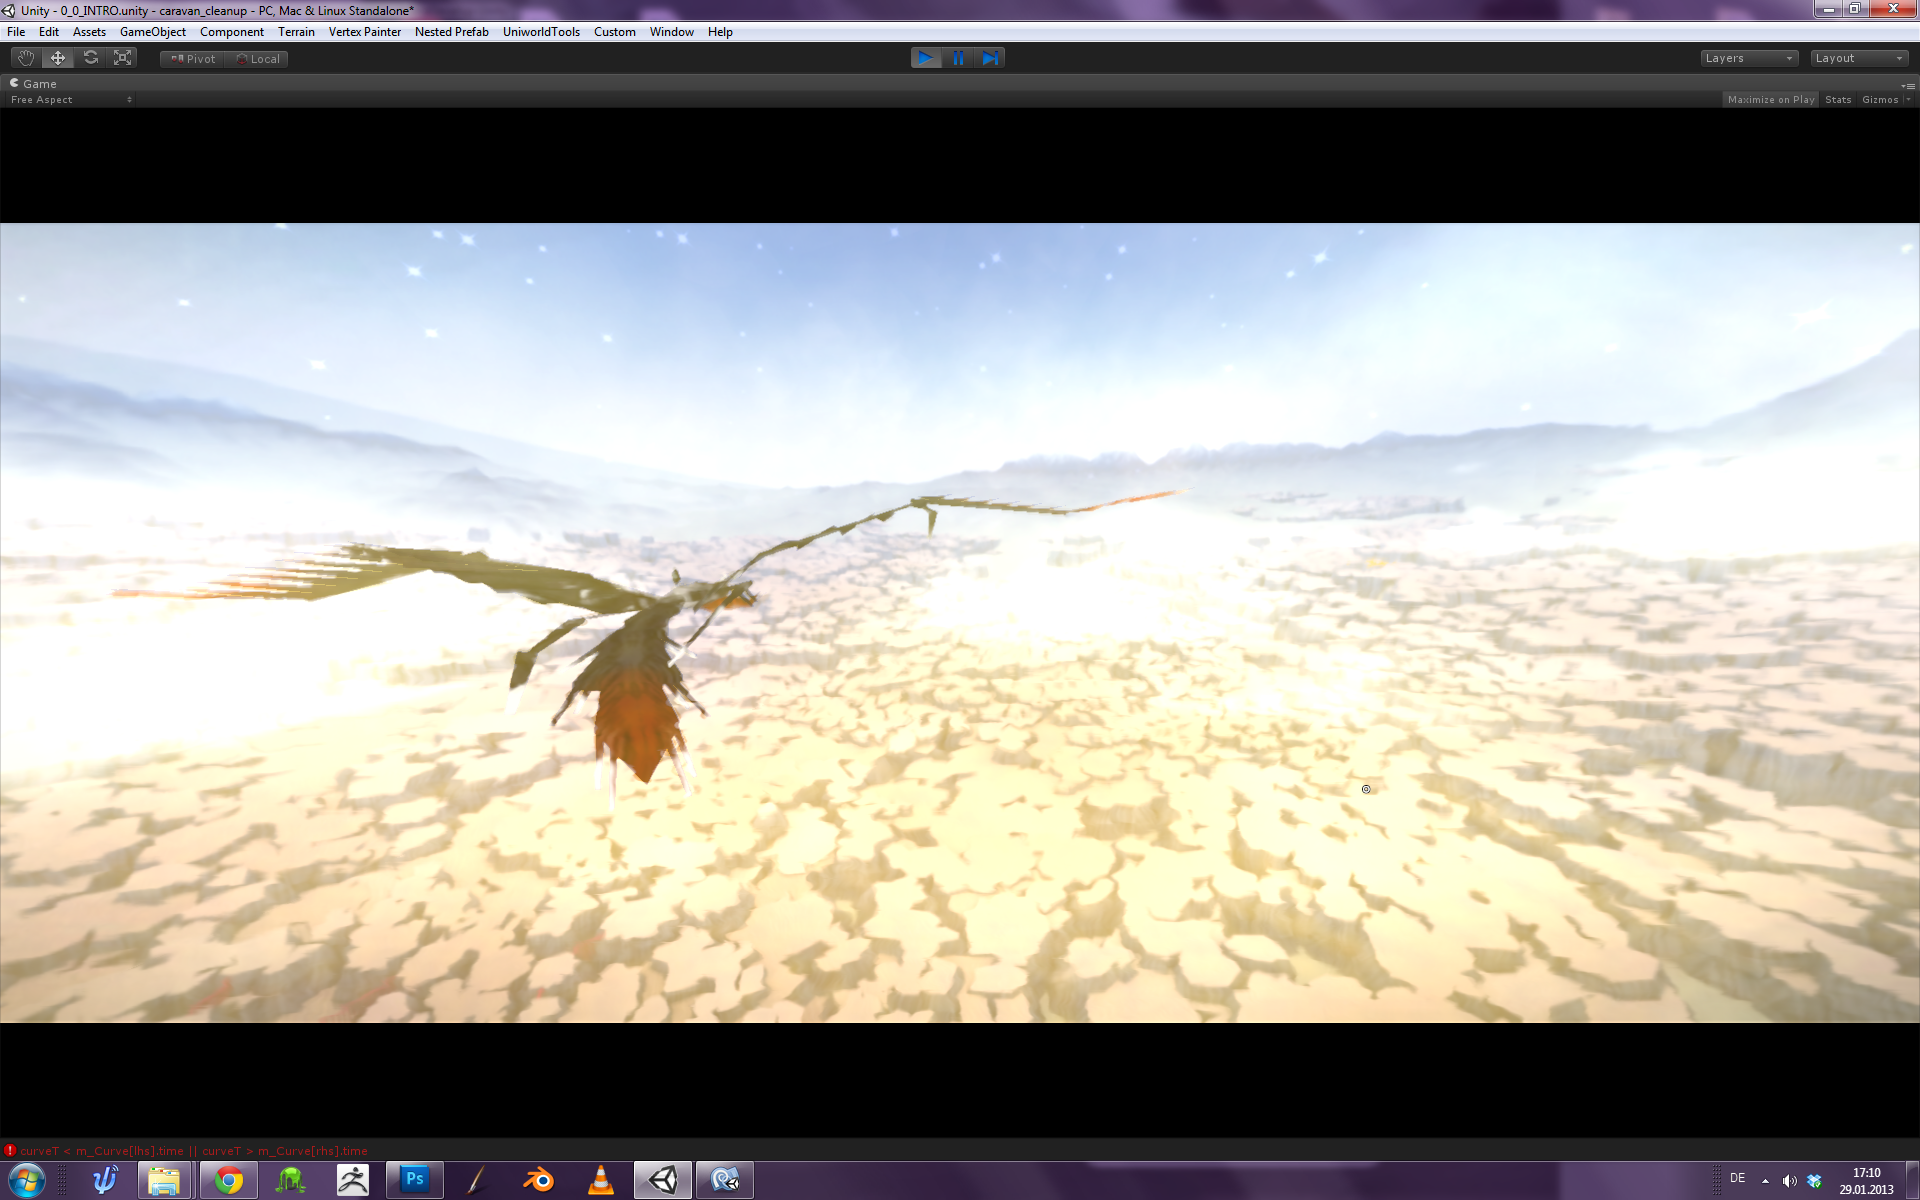 Unity - 0_0_INTRO.unity - caravan_cleanup - PC, Mac & Linux Standalone*
File Edit Assets GameObject Component Terrain Vertex Painter Nested Prefab UniworldTools Custom Window Help
Pivot Local Layers Layout
Game
Free Aspect Maximize on Play Stats Gizmos
curveT < m_Curve[lhs].time || curveT > m_Curve[rhs].time
Ps
DE
17:10
29.01.2013